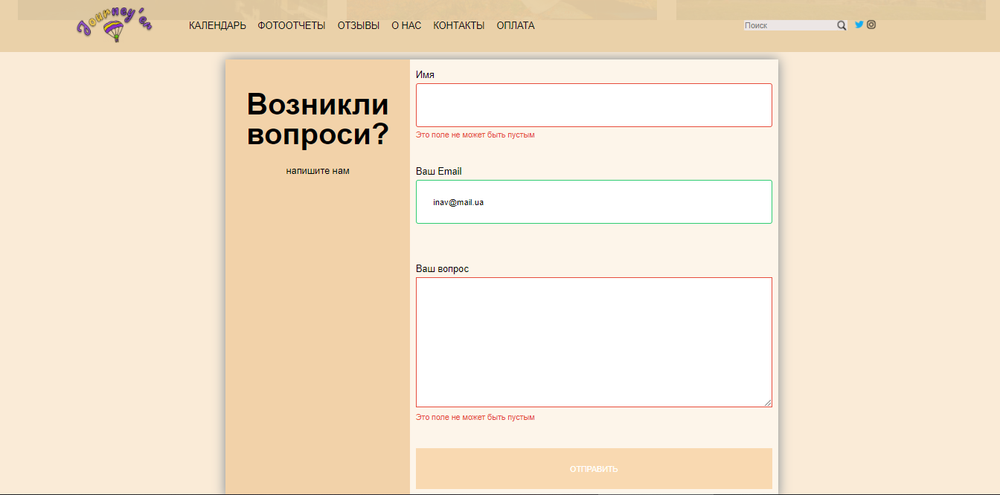 Journey'en
КАЛЕНДАРЬ ФОТООТЧЕТЫ ОТЗЫВЫ О НАС КОНТАКТЫ ОПЛАТА
Поиск
Возникли
вопроси?
напишите нам
Имя
Это поле не может быть пустым
Ваш Email
inav@mail.ua
Ваш вопрос
Это поле не может быть пустым
ОТПРАВИТЬ